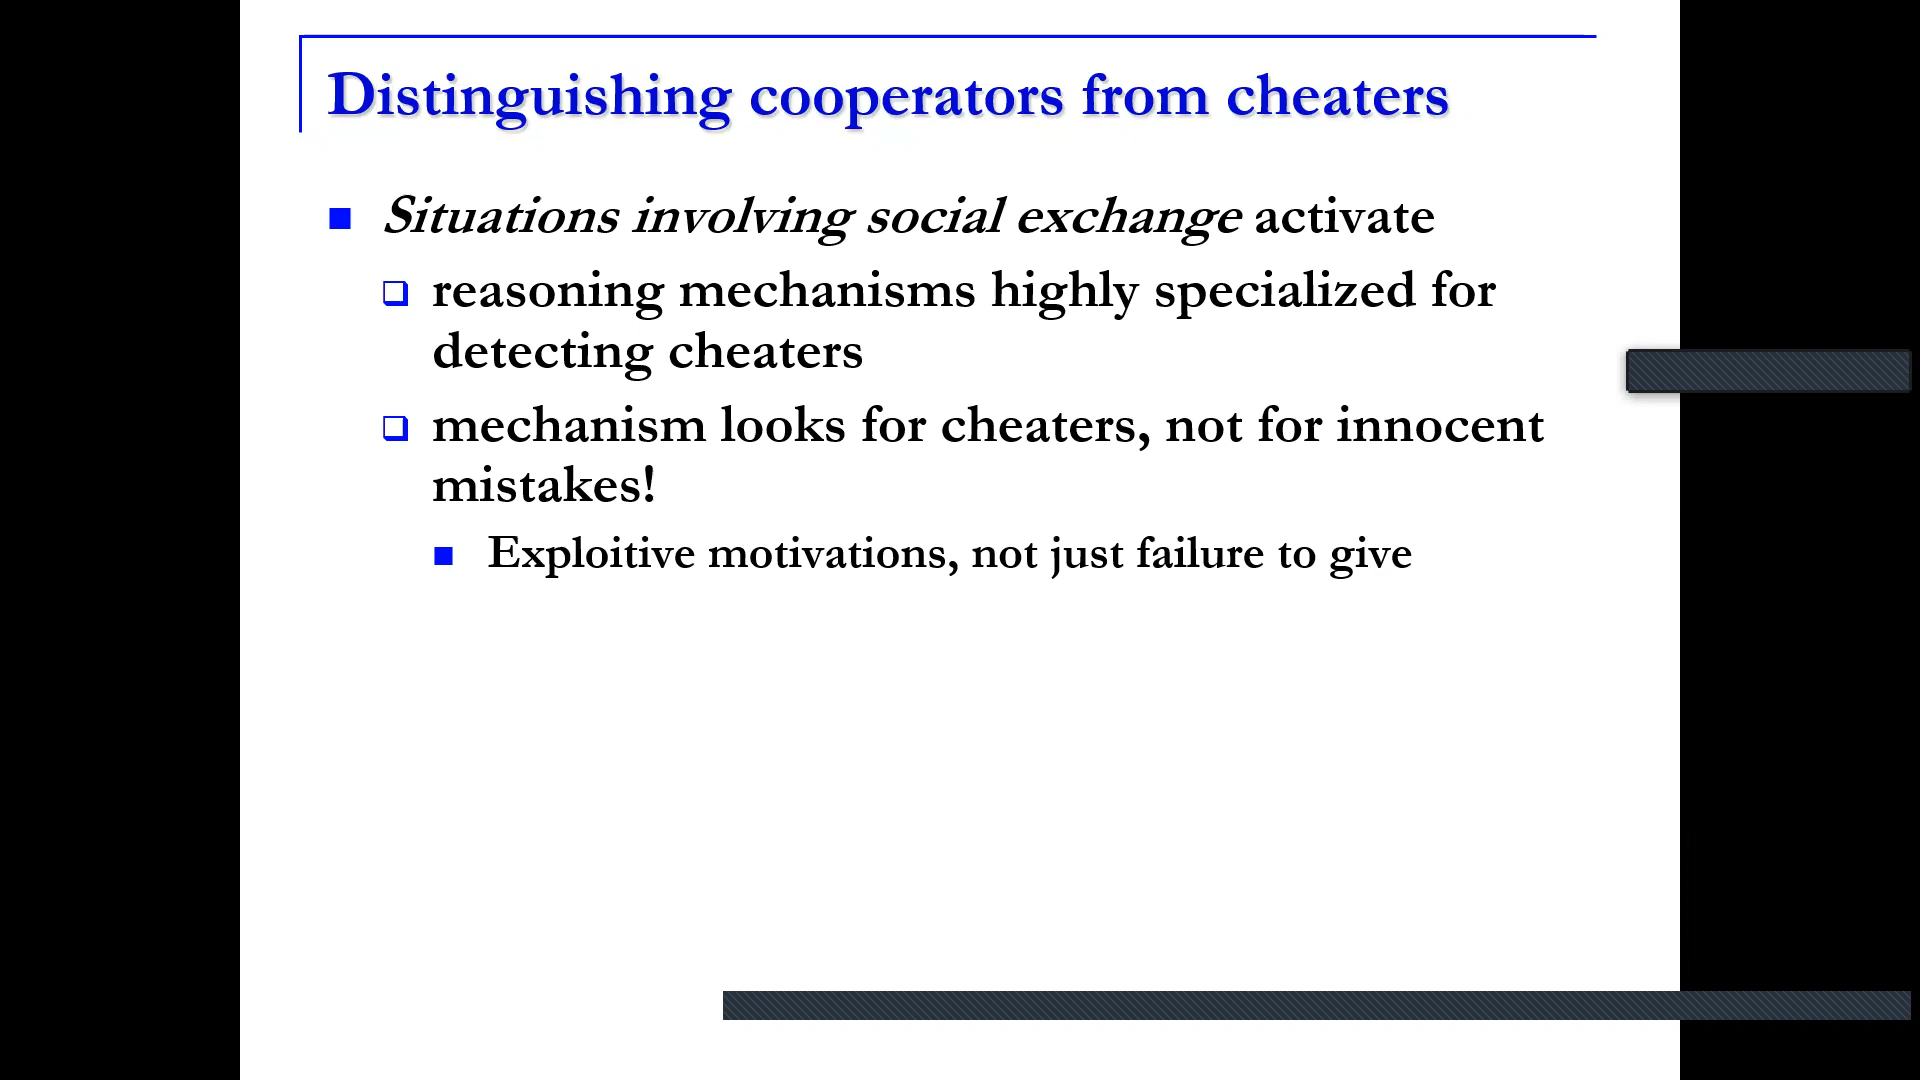 Distinguishing cooperators from cheaters
Situations involving social exchange activate
reasoning mechanisms highly specialized for
detecting cheaters
mechanism looks for cheaters, not for innocent
mistakes!
Exploitive motivations, not just failure to give